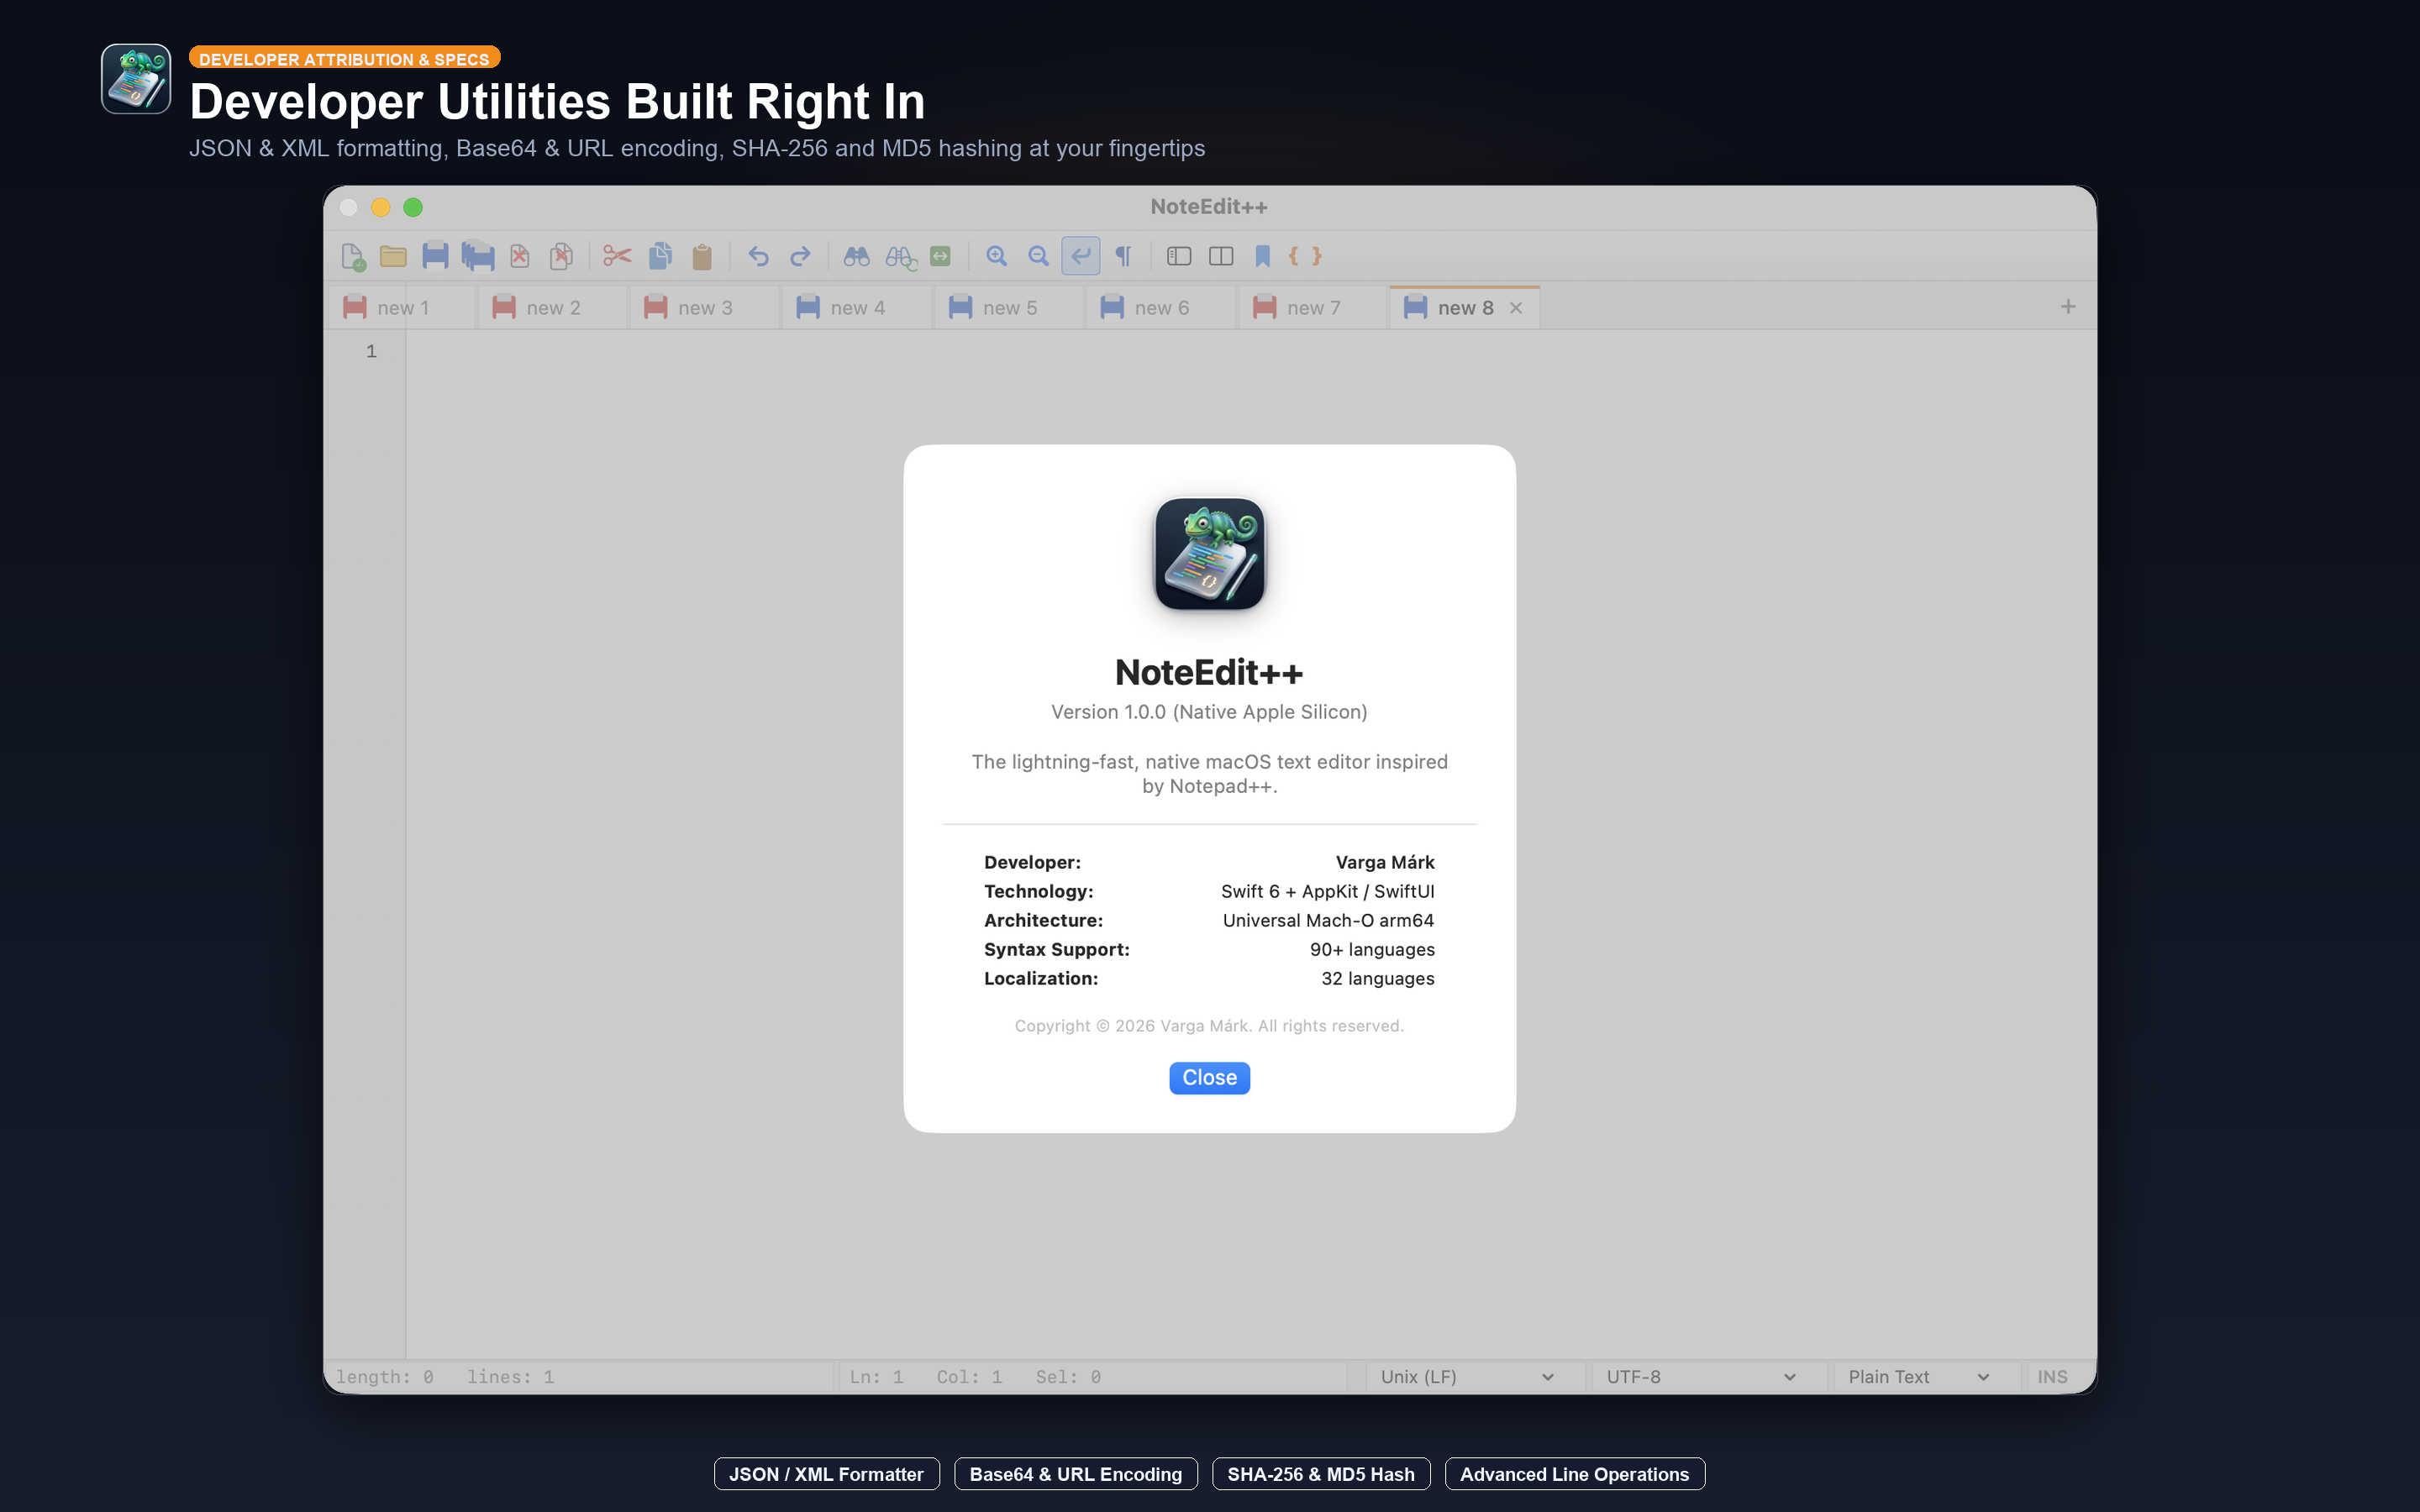 DEVELOPER ATTRIBUTION & SPECS
Developer Utilities Built Right In
JSON & XML formatting, Base64 & URL encoding, SHA-256 and MD5 hashing at your fingertips
NoteEdit++
new 1 new 2 new 3 new 4 new 5 new 6 new 7 new 8
1
NoteEdit++
Version 1.0.0 (Native Apple Silicon)
The lightning-fast, native macOS text editor inspired
by Notepad++.
Developer: Varga Márk
Technology: Swift 6 + AppKit / SwiftUI
Architecture: Universal Mach-O arm64
Syntax Support: 90+ languages
Localization: 32 languages
Copyright © 2026 Varga Márk. All rights reserved.
Close
length: 0 lines: 1 Ln: 1 Col: 1 Sel: 0 Unix (LF) UTF-8 Plain Text INS
JSON / XML Formatter Base64 & URL Encoding SHA-256 & MD5 Hash Advanced Line Operations